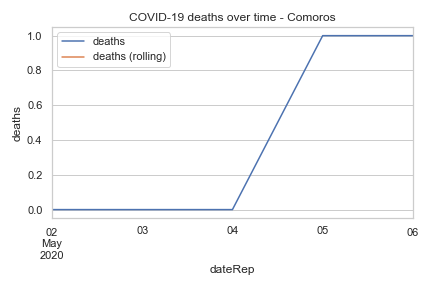 COVID-19 deaths over time - Comoros
deaths
deaths (rolling)
1.0
0.8
0.6
0.4
0.2
0.0
deaths
02
May
2020
03
04
05
06
dateRep